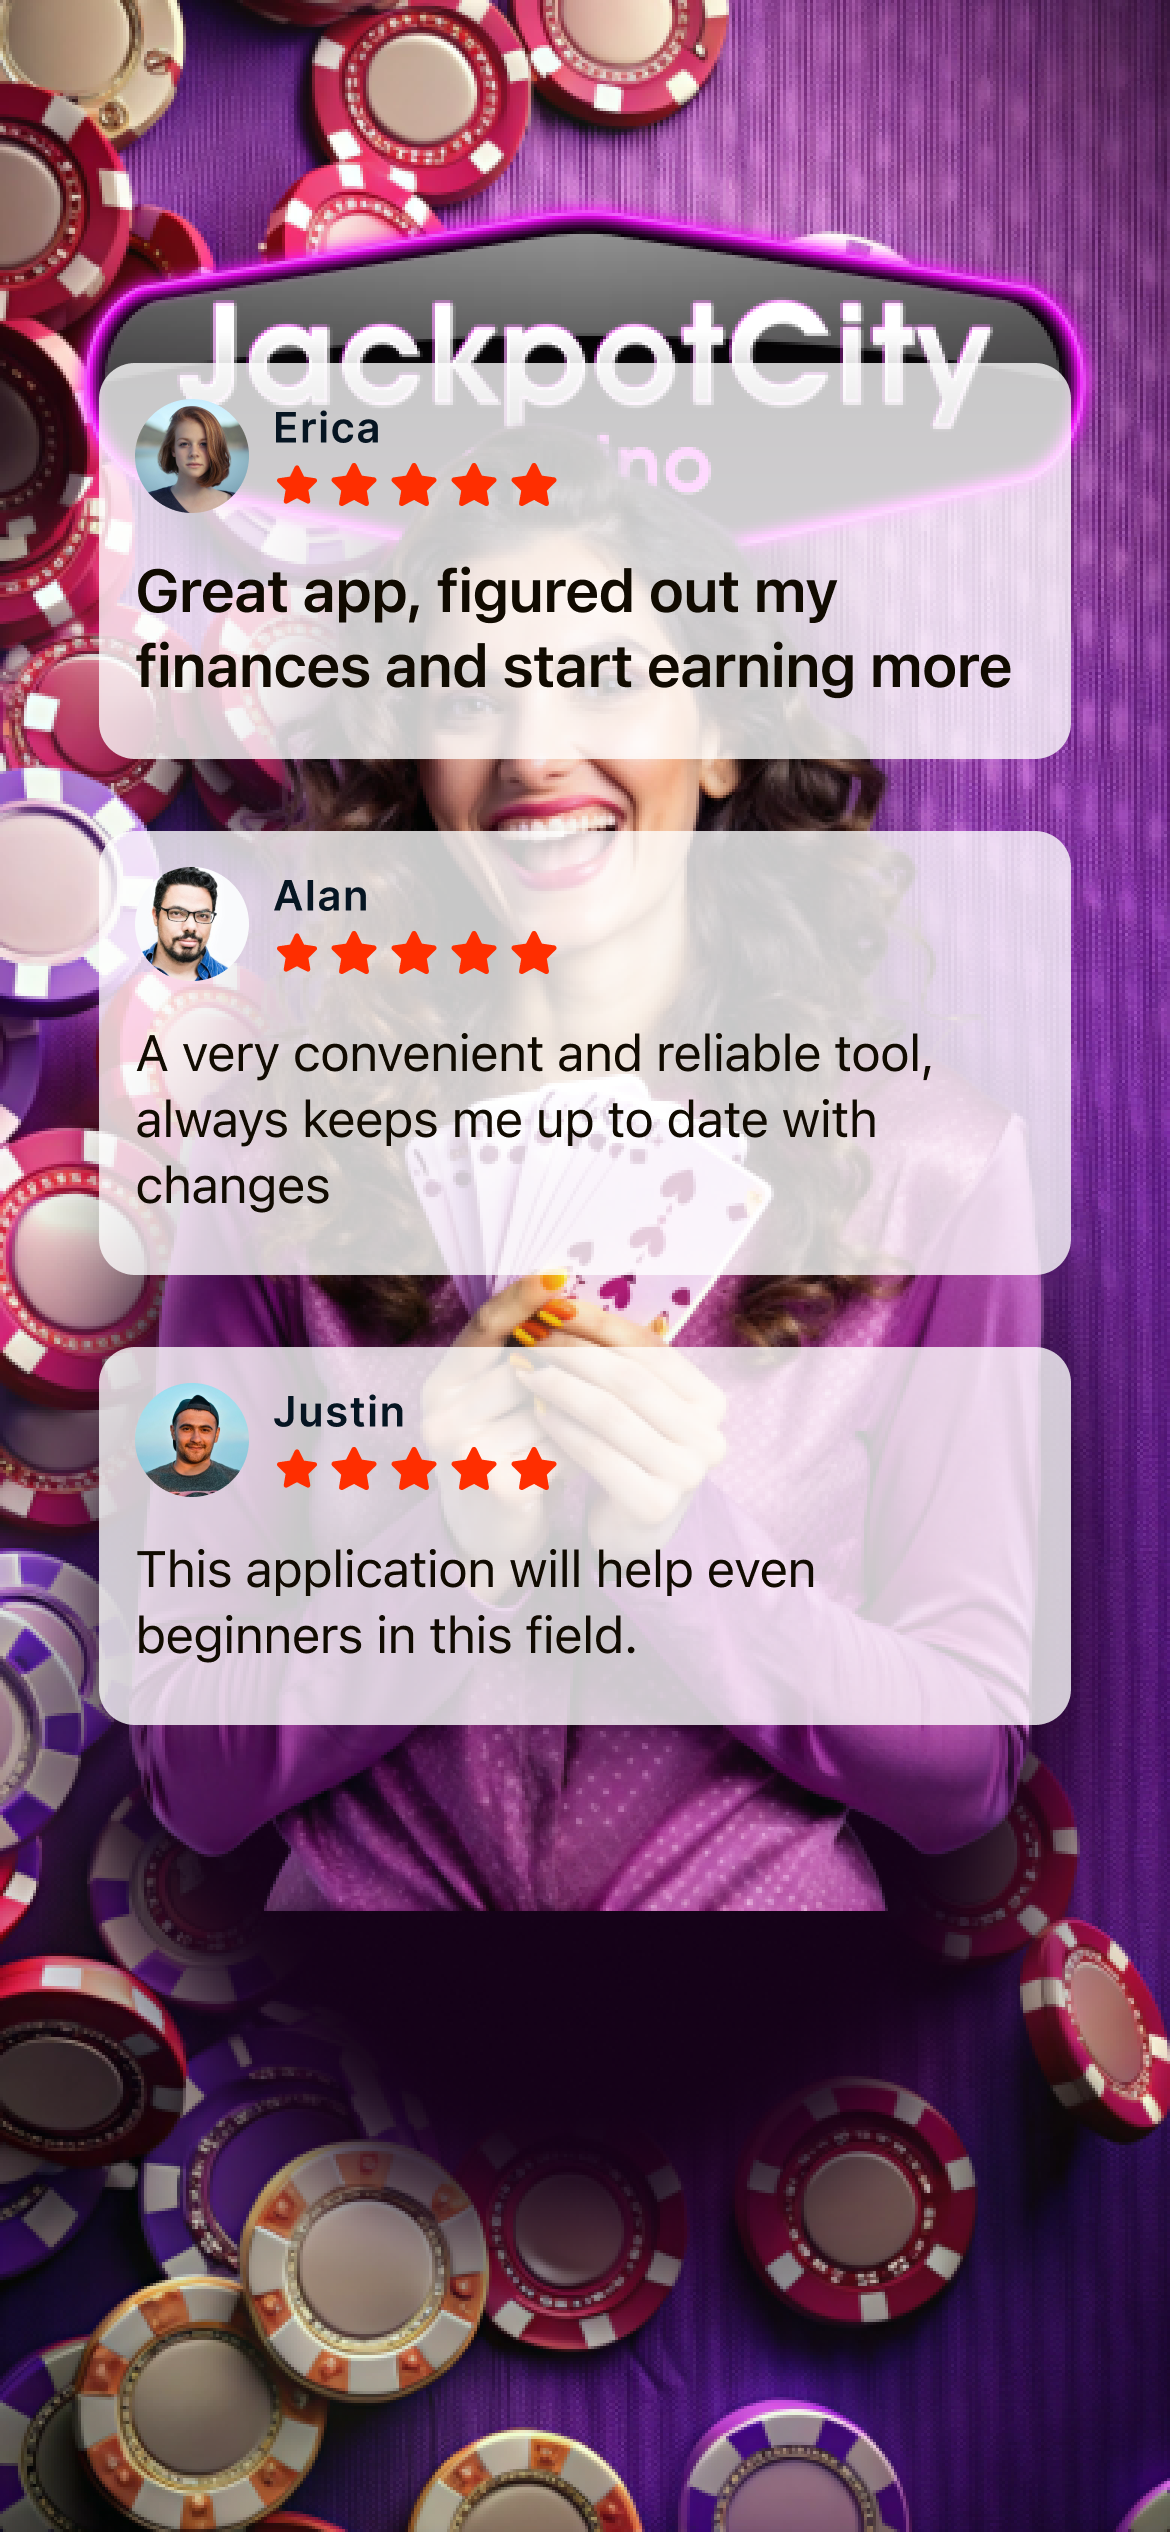 JackpotCity
Erica
Great app, figured out my
finances and start earning more
Alan
A very convenient and reliable tool,
always keeps me up to date with
changes
Justin
This application will help even
beginners in this field.